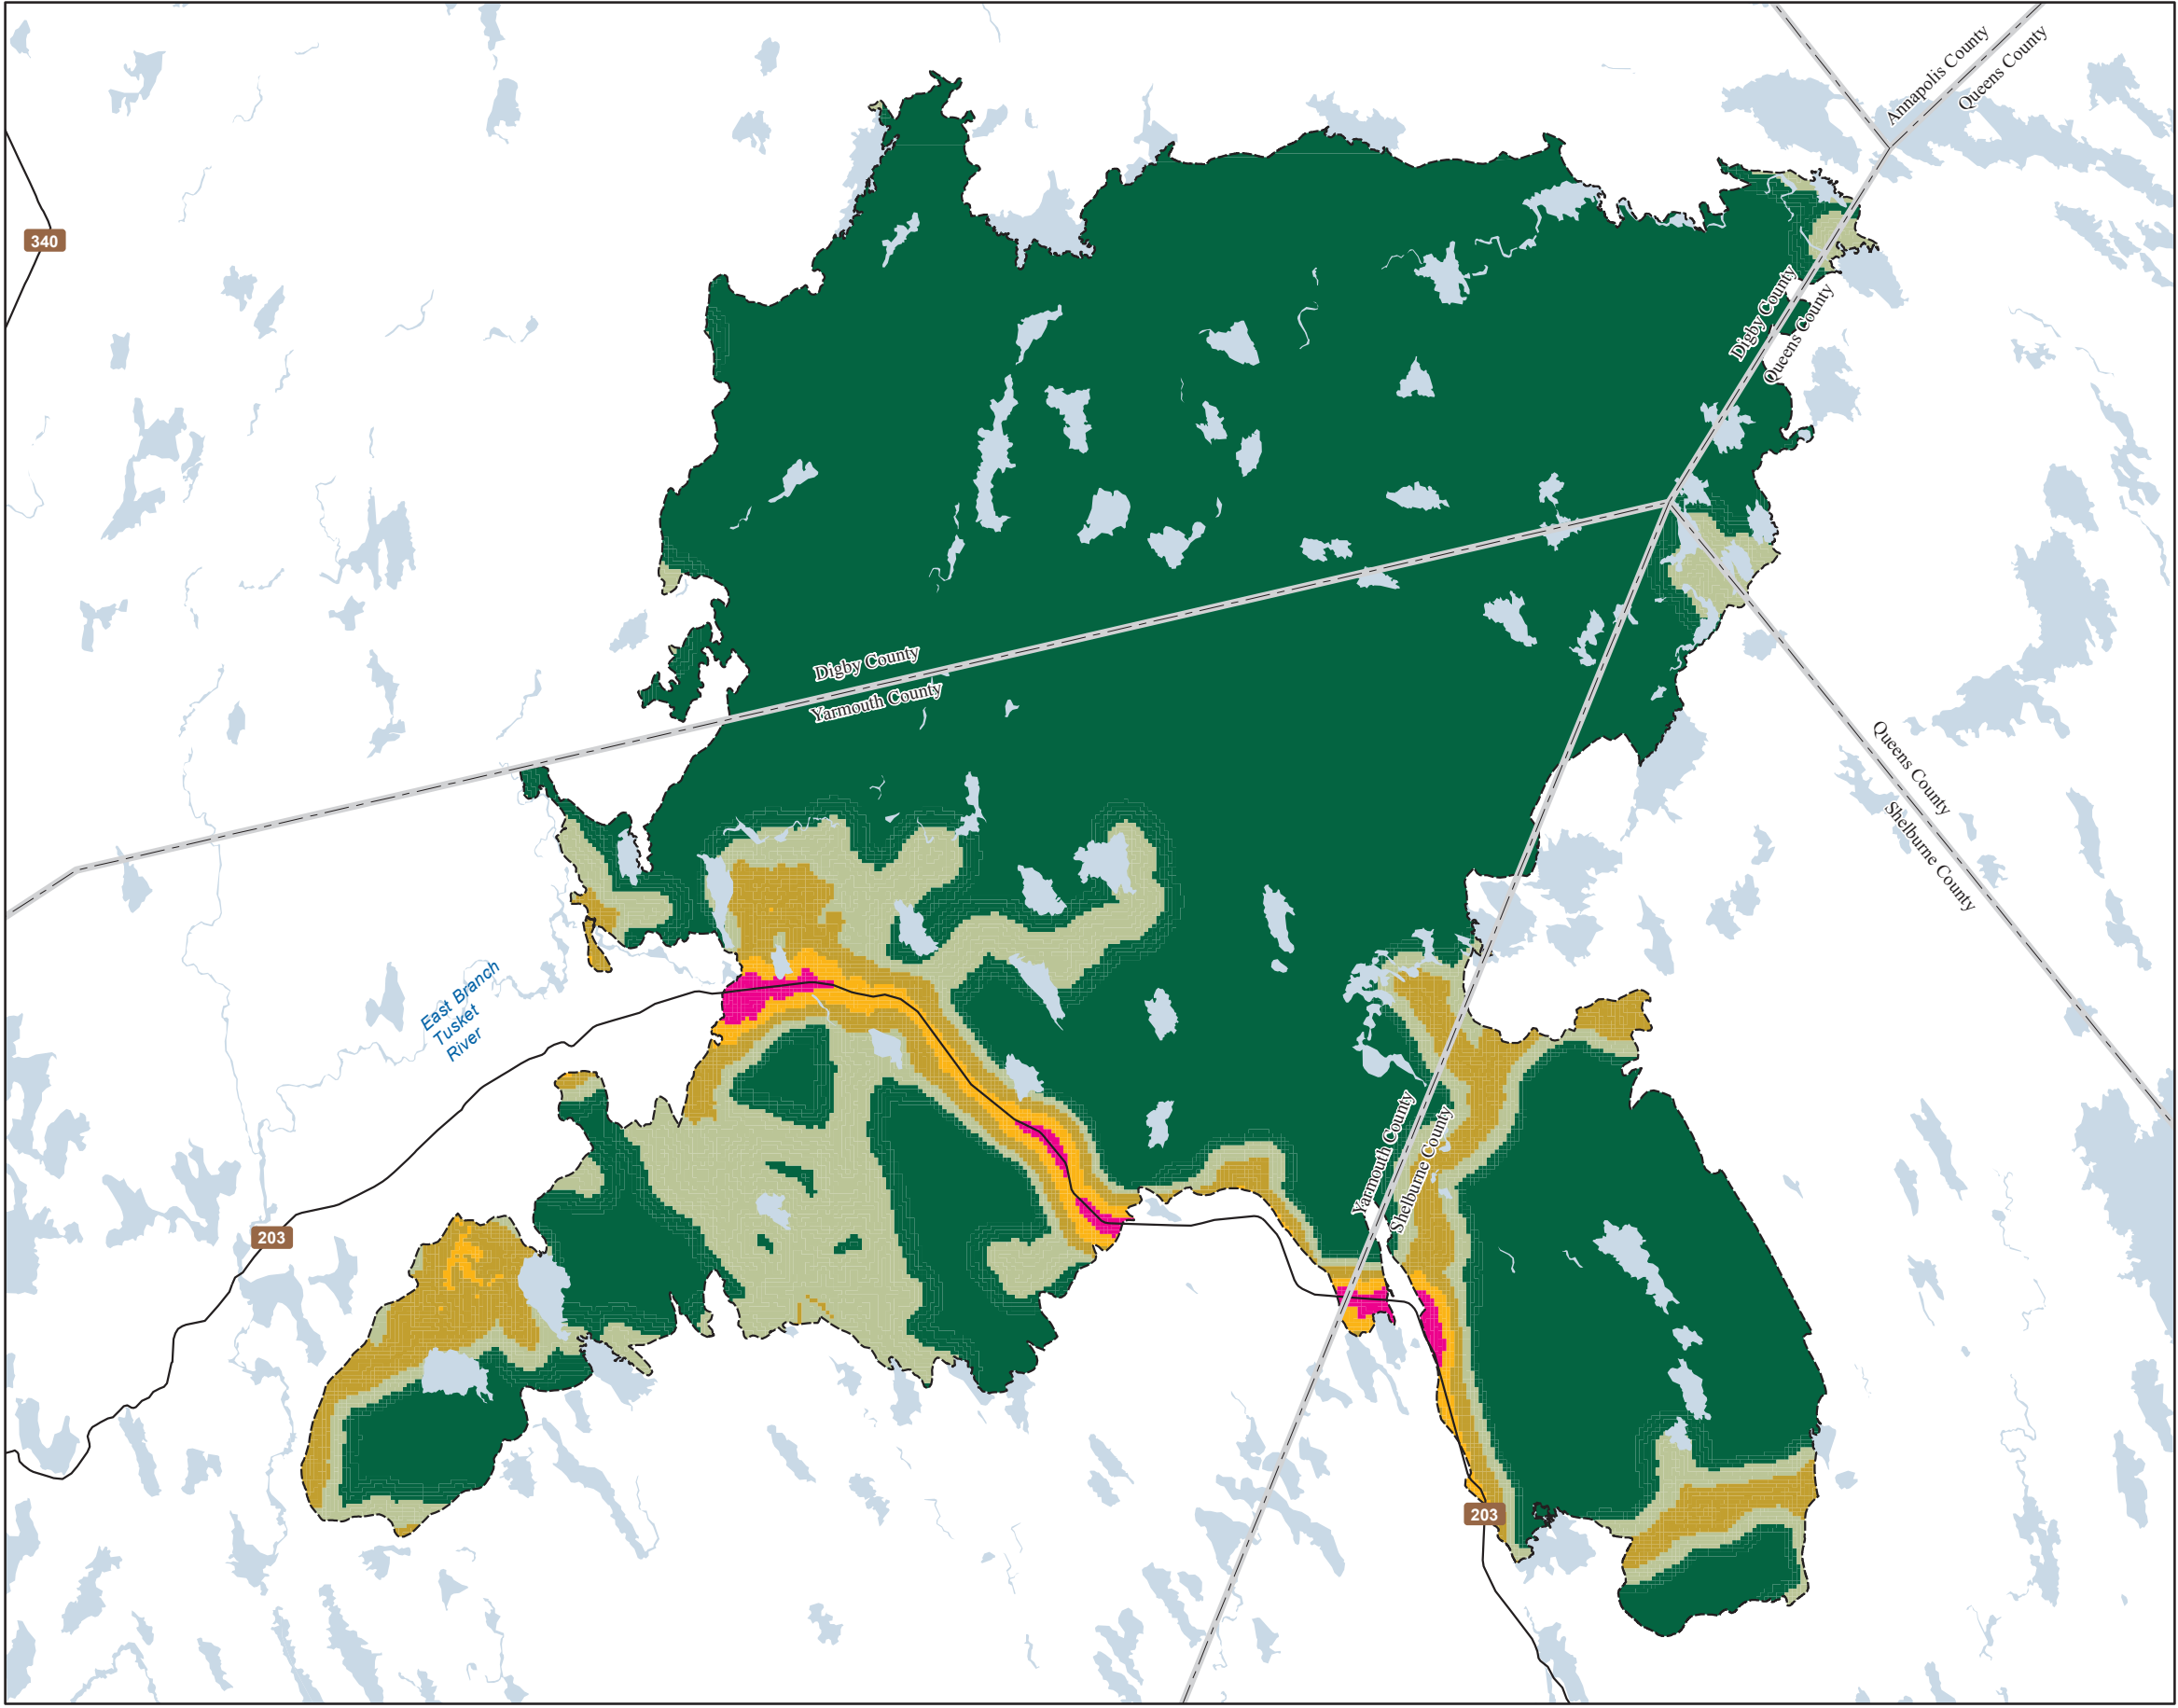 Annapolis County
Queens County
340
Digby County
Queens County
Digby County
Yarmouth County
Queens County
Shelburne County
East Branch
Tusket
River
Yarmouth County
Shelburne County
203
203